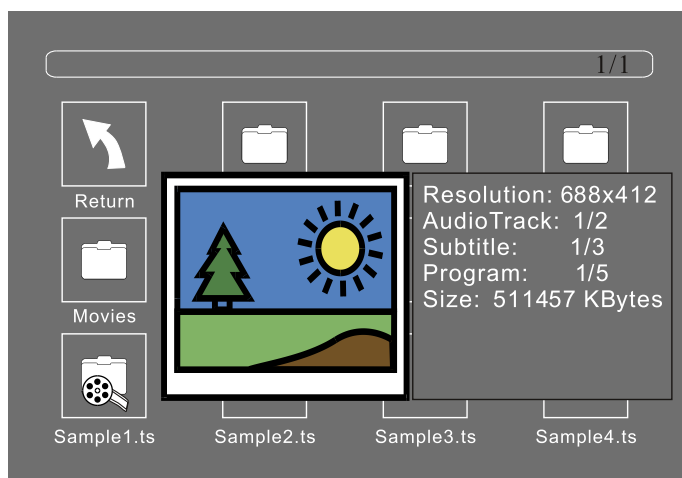 1/1
Return
Resolution: 688x412
AudioTrack: 1/2
Subtitle: 1/3
Program: 1/5
Size: 511457 KBytes
Movies
Sample1.ts Sample2.ts Sample3.ts Sample4.ts